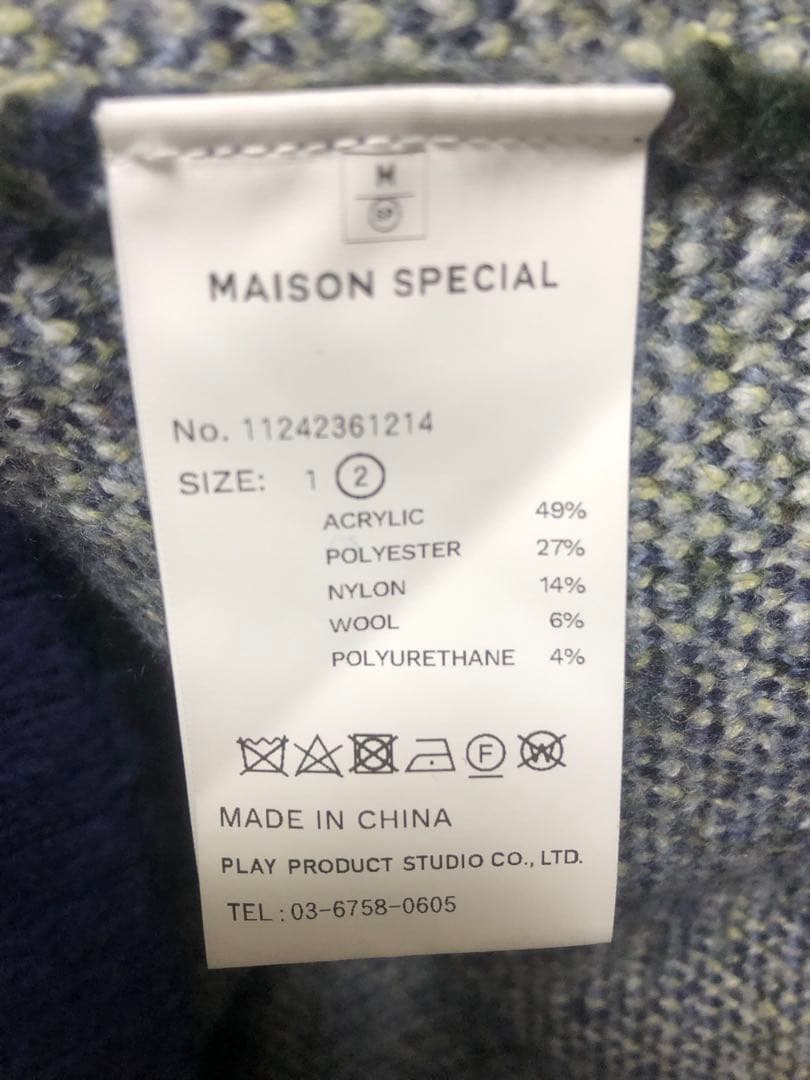 M
SP
MAISON SPECIAL
No. 11242361214
SIZE: 1 2
ACRYLIC 49%
POLYESTER 27%
NYLON 14%
WOOL 6%
POLYURETHANE 4%
F W
MADE IN CHINA
PLAY PRODUCT STUDIO CO., LTD.
TEL : 03-6758-0605